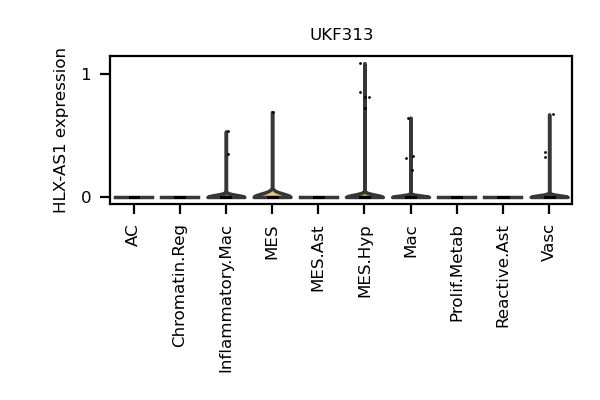 UKF313
HLX-AS1 expression
1
0
AC
Chromatin.Reg
Inflammatory.Mac
MES
MES.Ast
MES.Hyp
Mac
Prolif.Metab
Reactive.Ast
Vasc